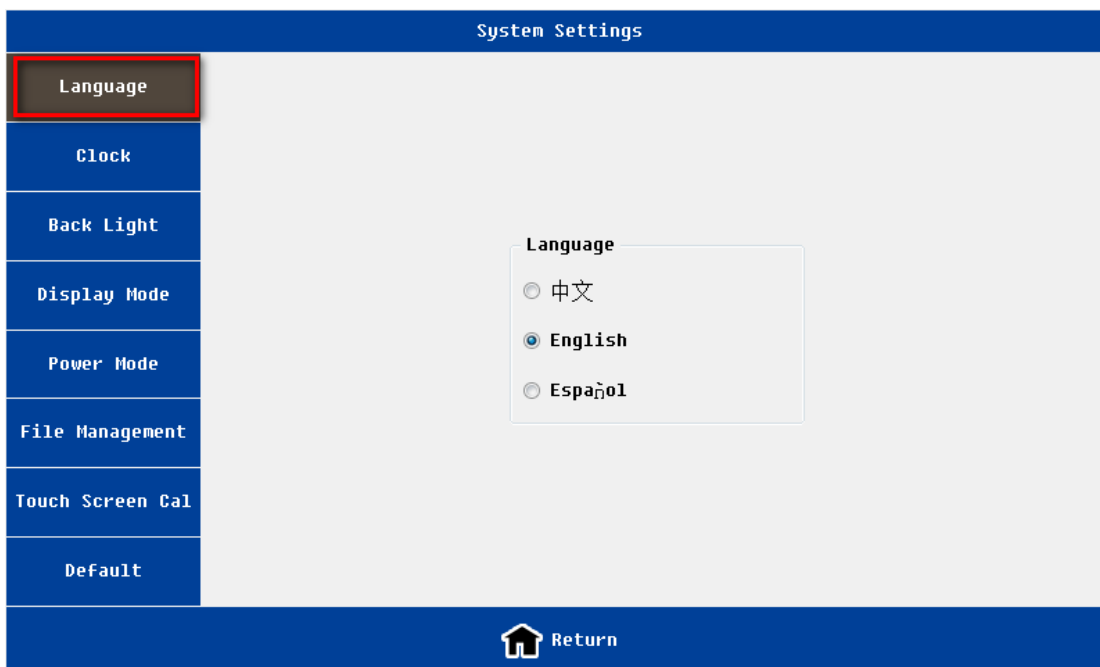 System Settings
Language
Clock
Back Light
Display Mode
Power Mode
File Management
Touch Screen Cal
Default
Language
中文
English
Español
Return